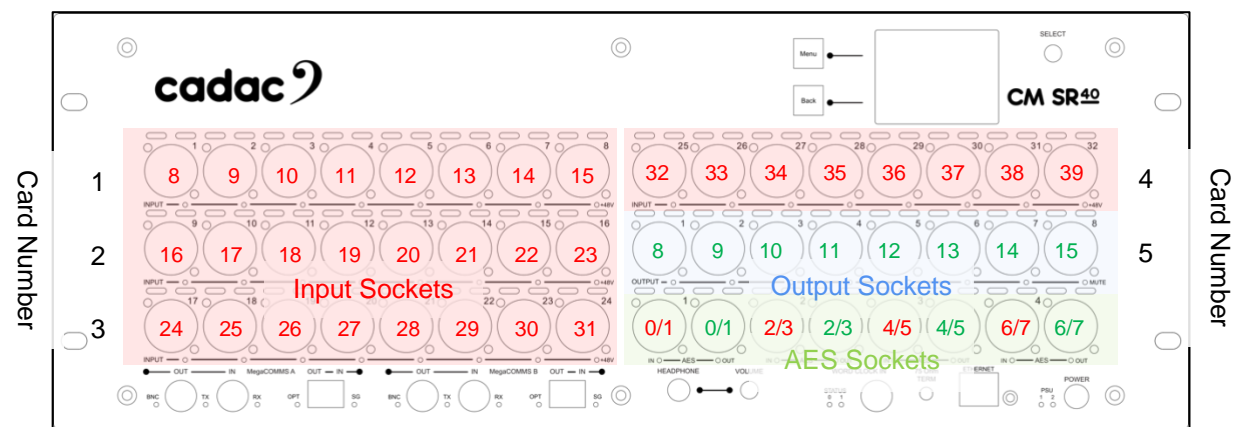 SELECT
Menu
cadac
Back
CM SR40
Card Number
Card Number
1 2 3 4 5 6 7 8
25 26 27 28 29 30 31 32
1
8 9 10 11 12 13 14 15
32 33 34 35 36 37 38 39
4
INPUT +48V
INPUT +48V
9 10 11 12 13 14 15 16
1 2 3 4 5 6 7 8
2
16 17 18 19 20 21 22 23
8 9 10 11 12 13 14 15
5
INPUT +48V
OUTPUT MUTE
Input Sockets
Output Sockets
17 18 22 23 24
1 2 4
3
24 25 26 27 28 29 30 31
0/1 0/1 2/3 2/3 4/5 4/5 6/7 6/7
INPUT +48V
IN AES OUT
IN AES OUT
AES Sockets
OUT IN MegaCOMMS A OUT IN
OUT IN MegaCOMMS B OUT IN
HEADPHONE
TERM
ETHERNET
POWER
BNC TX RX OPT SG
BNC TX RX OPT SG
STATUS
0 1
PSU
1 2